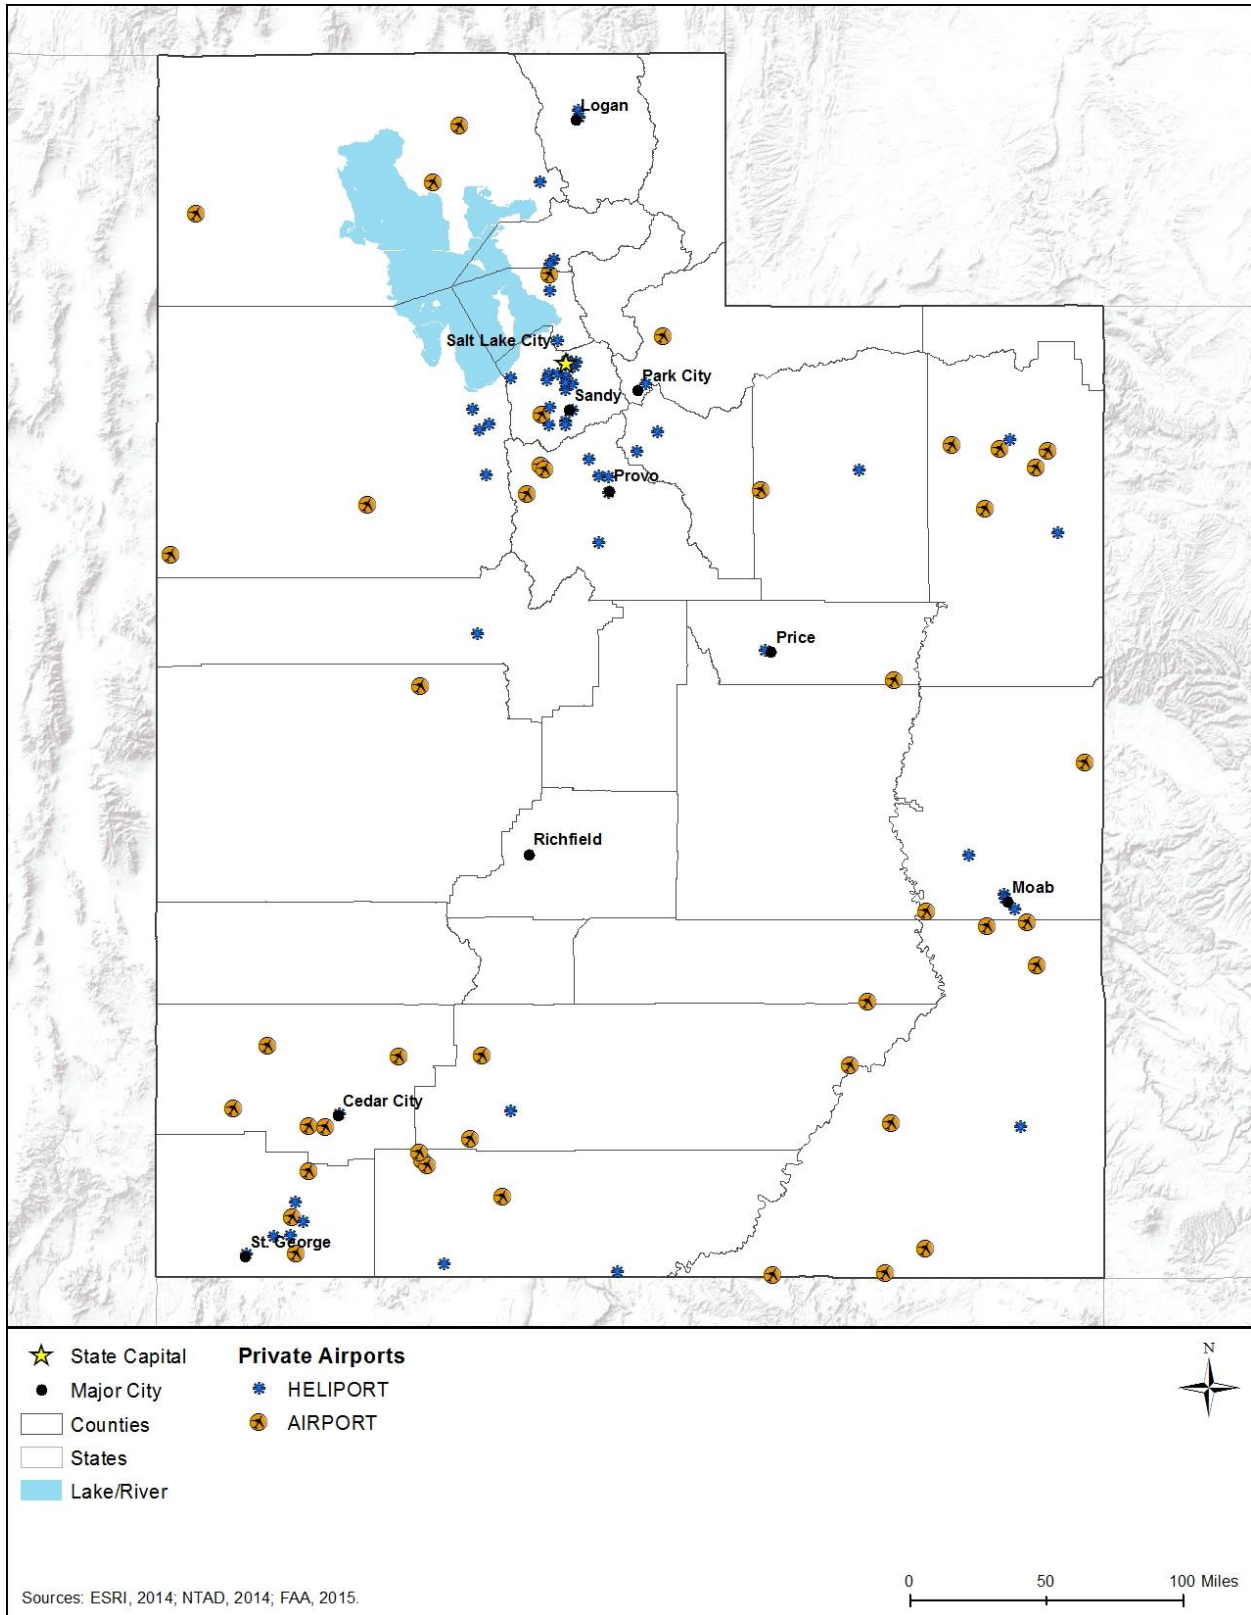 Logan
Salt Lake City
Park City
Sandy
Provo
Price
Richfield
Moab
Cedar City
St. George
State Capital
Major City
Counties
States
Lake/River
Private Airports
HELIPORT
AIRPORT
N
Sources: ESRI, 2014; NTAD, 2014; FAA, 2015.
0 50 100 Miles